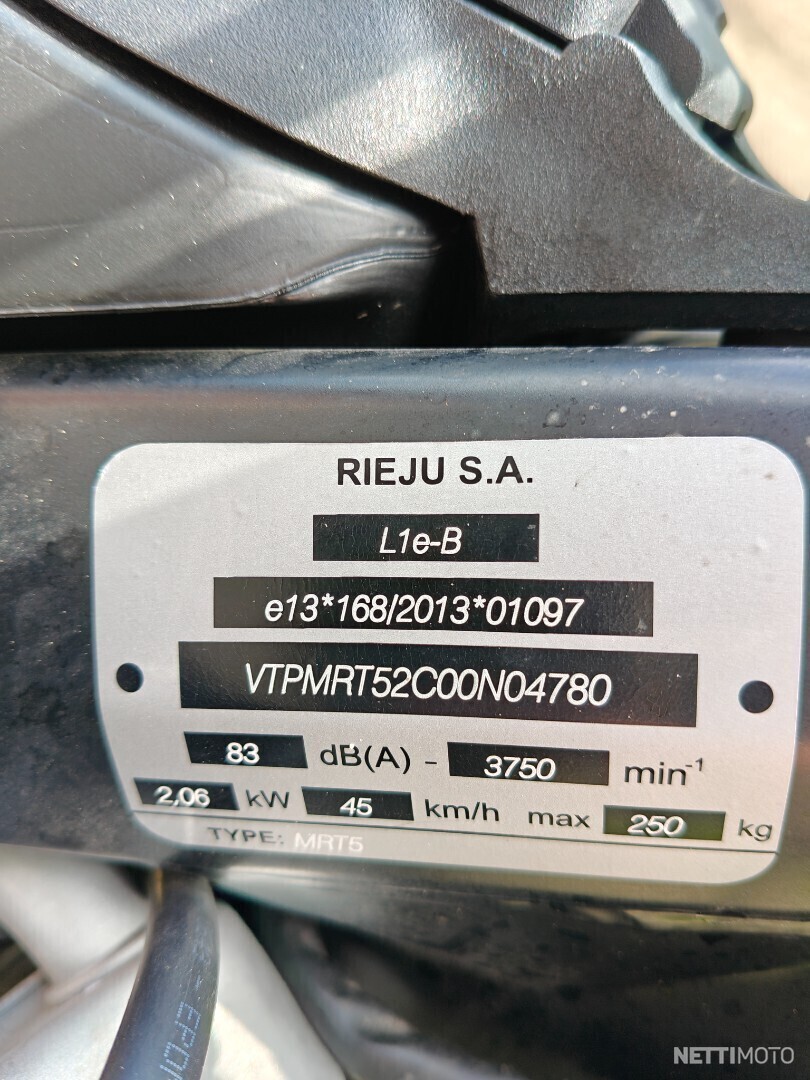 RIEJU S.A.
L1e-B
e13*168/2013*01097
VTPMRT52C00N04780
83 dB(A) - 3750 min-1
2,06 kW 45 km/h max 250 kg
TYPE: MRT5
NETTIMOTO